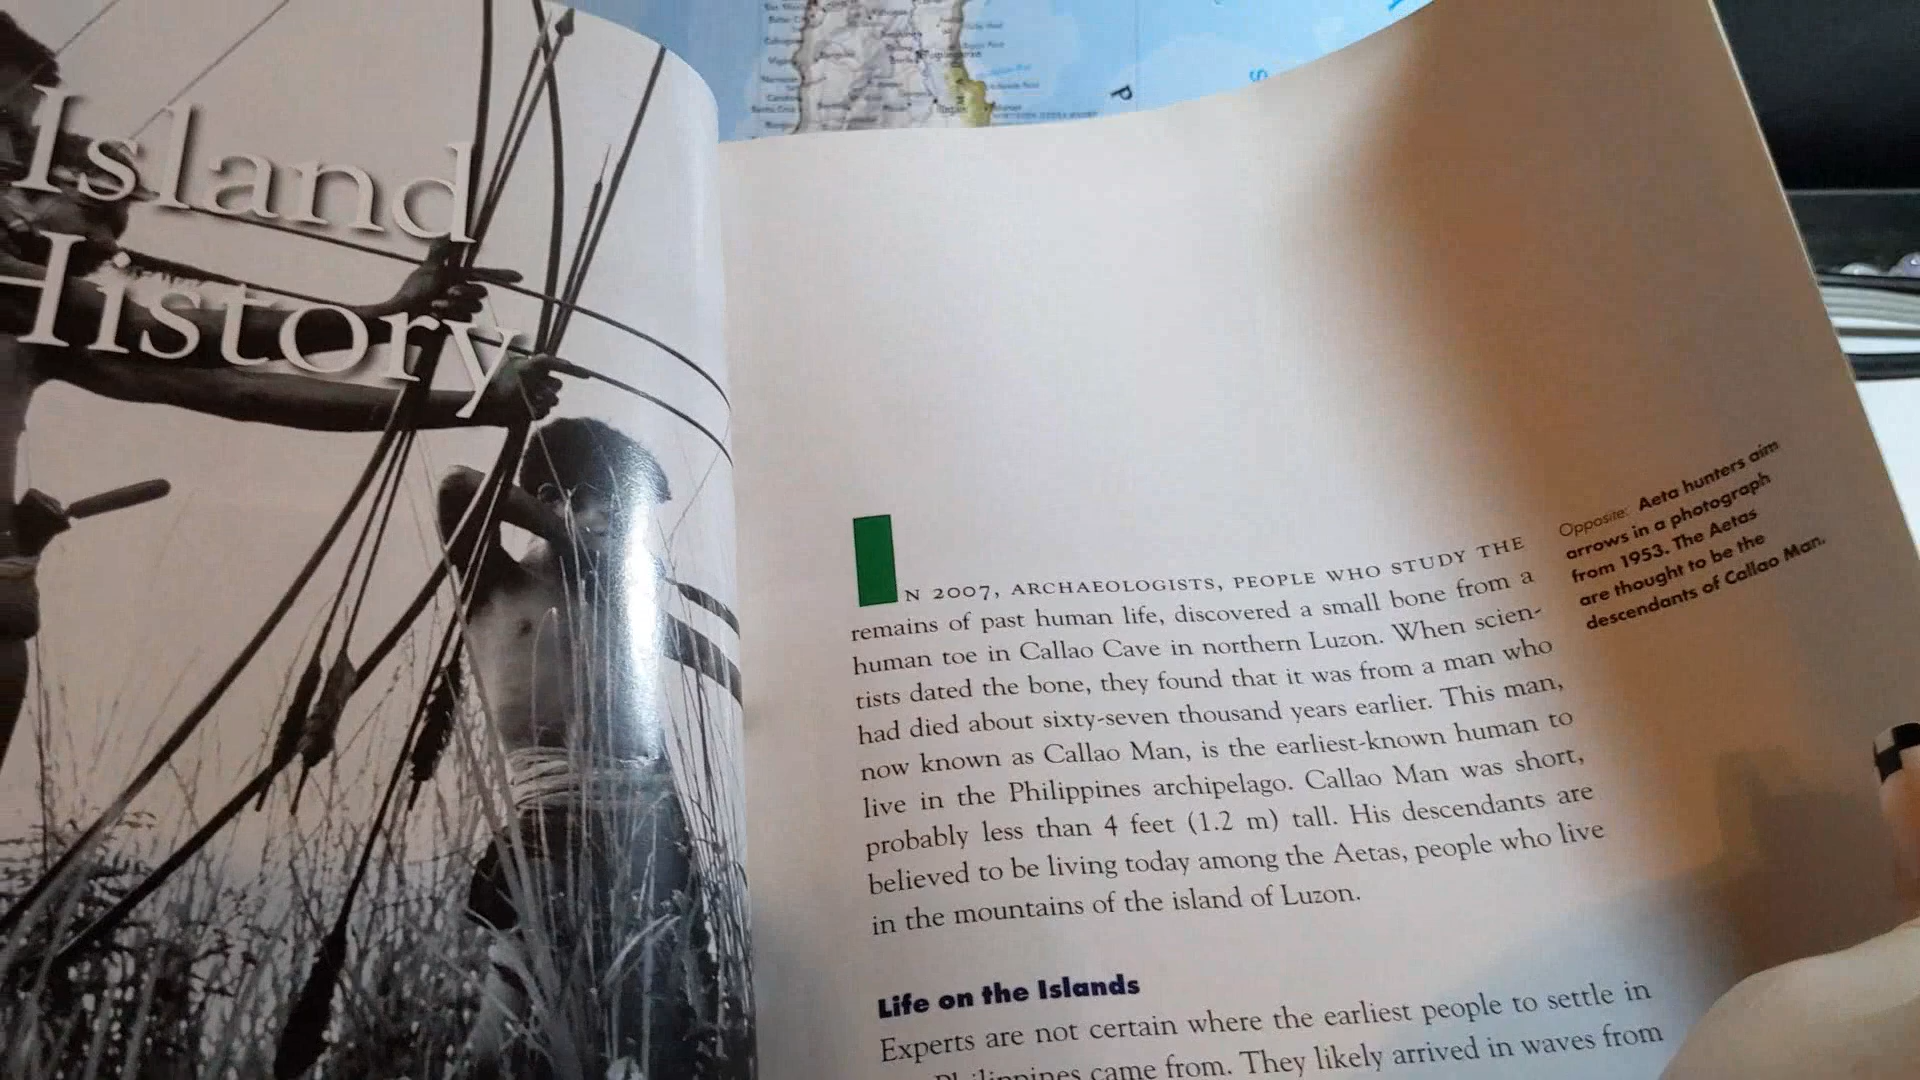 Island
History
IN 2007, ARCHAEOLOGISTS, PEOPLE WHO STUDY THE
remains of past human life, discovered a small bone from a
human toe in Callao Cave in northern Luzon. When scien-
tists dated the bone, they found that it was from a man who
had died about sixty-seven thousand years earlier. This man,
now known as Callao Man, is the earliest-known human to
live in the Philippines archipelago. Callao Man was short,
probably less than 4 feet (1.2 m) tall. His descendants are
believed to be living today among the Aetas, people who live
in the mountains of the island of Luzon.
Life on the Islands
Experts are not certain where the earliest people to settle in
came from. They likely arrived in waves from
Opposite: Aeta hunters aim
arrows in a photograph
from 1953. The Aetas
are thought to be the
descendants of Callao Man.
P
S